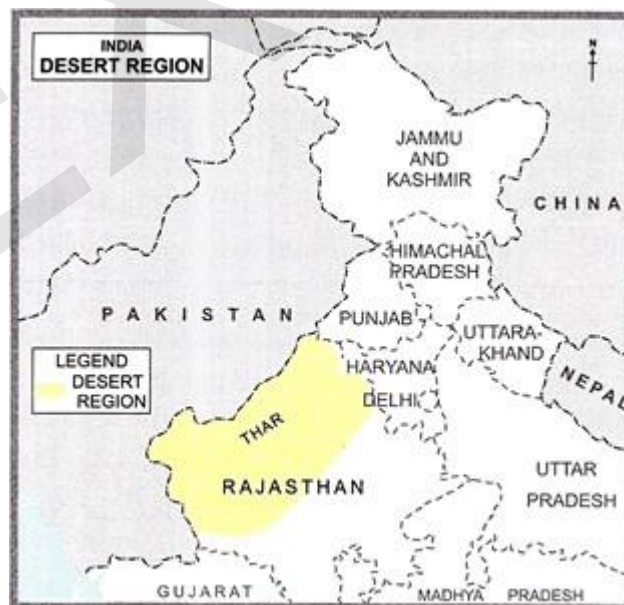 INDIA
DESERT REGION
N
JAMMU
AND
KASHMIR
CHINA
HIMACHAL
PRADESH
PAKISTAN
PUNJAB
UTTARA-
KHAND
LEGEND
DESERT
REGION
HARYANA
NEPAL
DELHI
THAR
RAJASTHAN
UTTAR
PRADESH
GUJARAT
MADHYA PRADESH